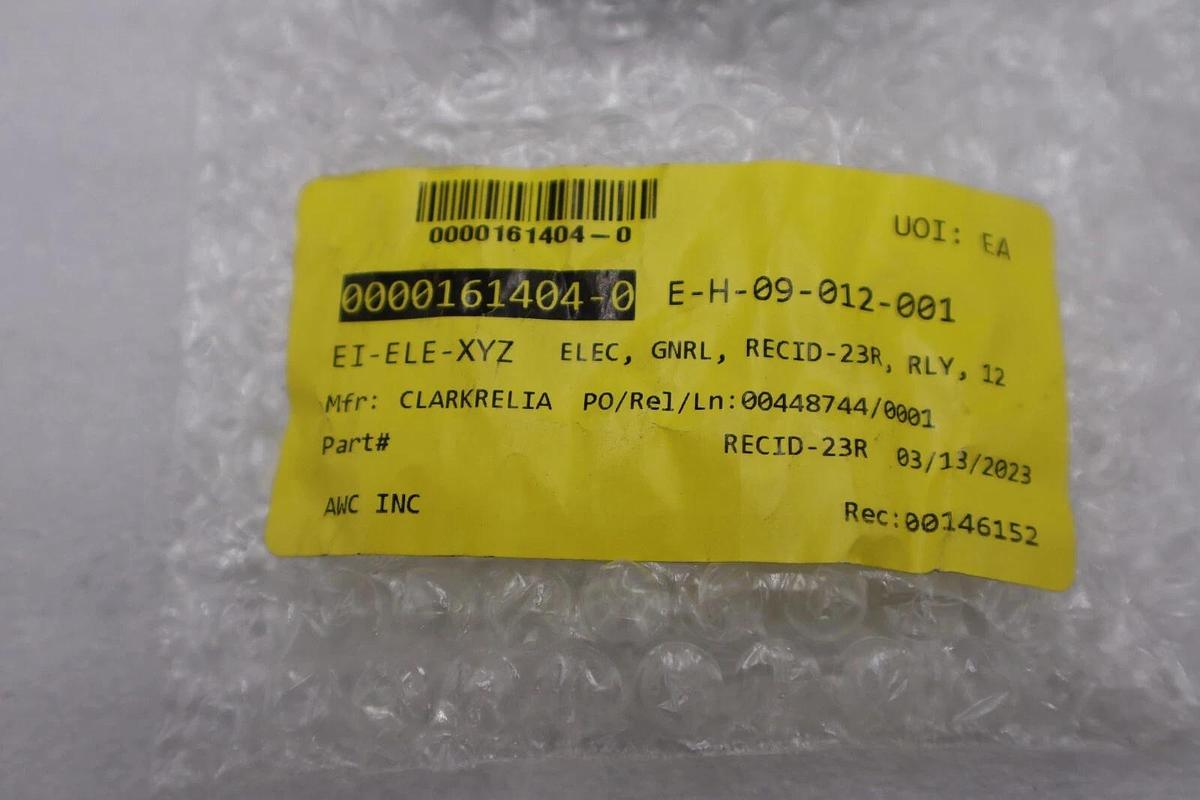 0000161404-0
UOI: EA
0000161404-0 E-H-09-012-001
EI-ELE-XYZ ELEC, GNRL, RECID-23R, RLY, 12
Mfr: CLARKRELIA PO/Rel/Ln:00448744/0001
Part# RECID-23R 03/13/2023
AWC INC Rec:00146152